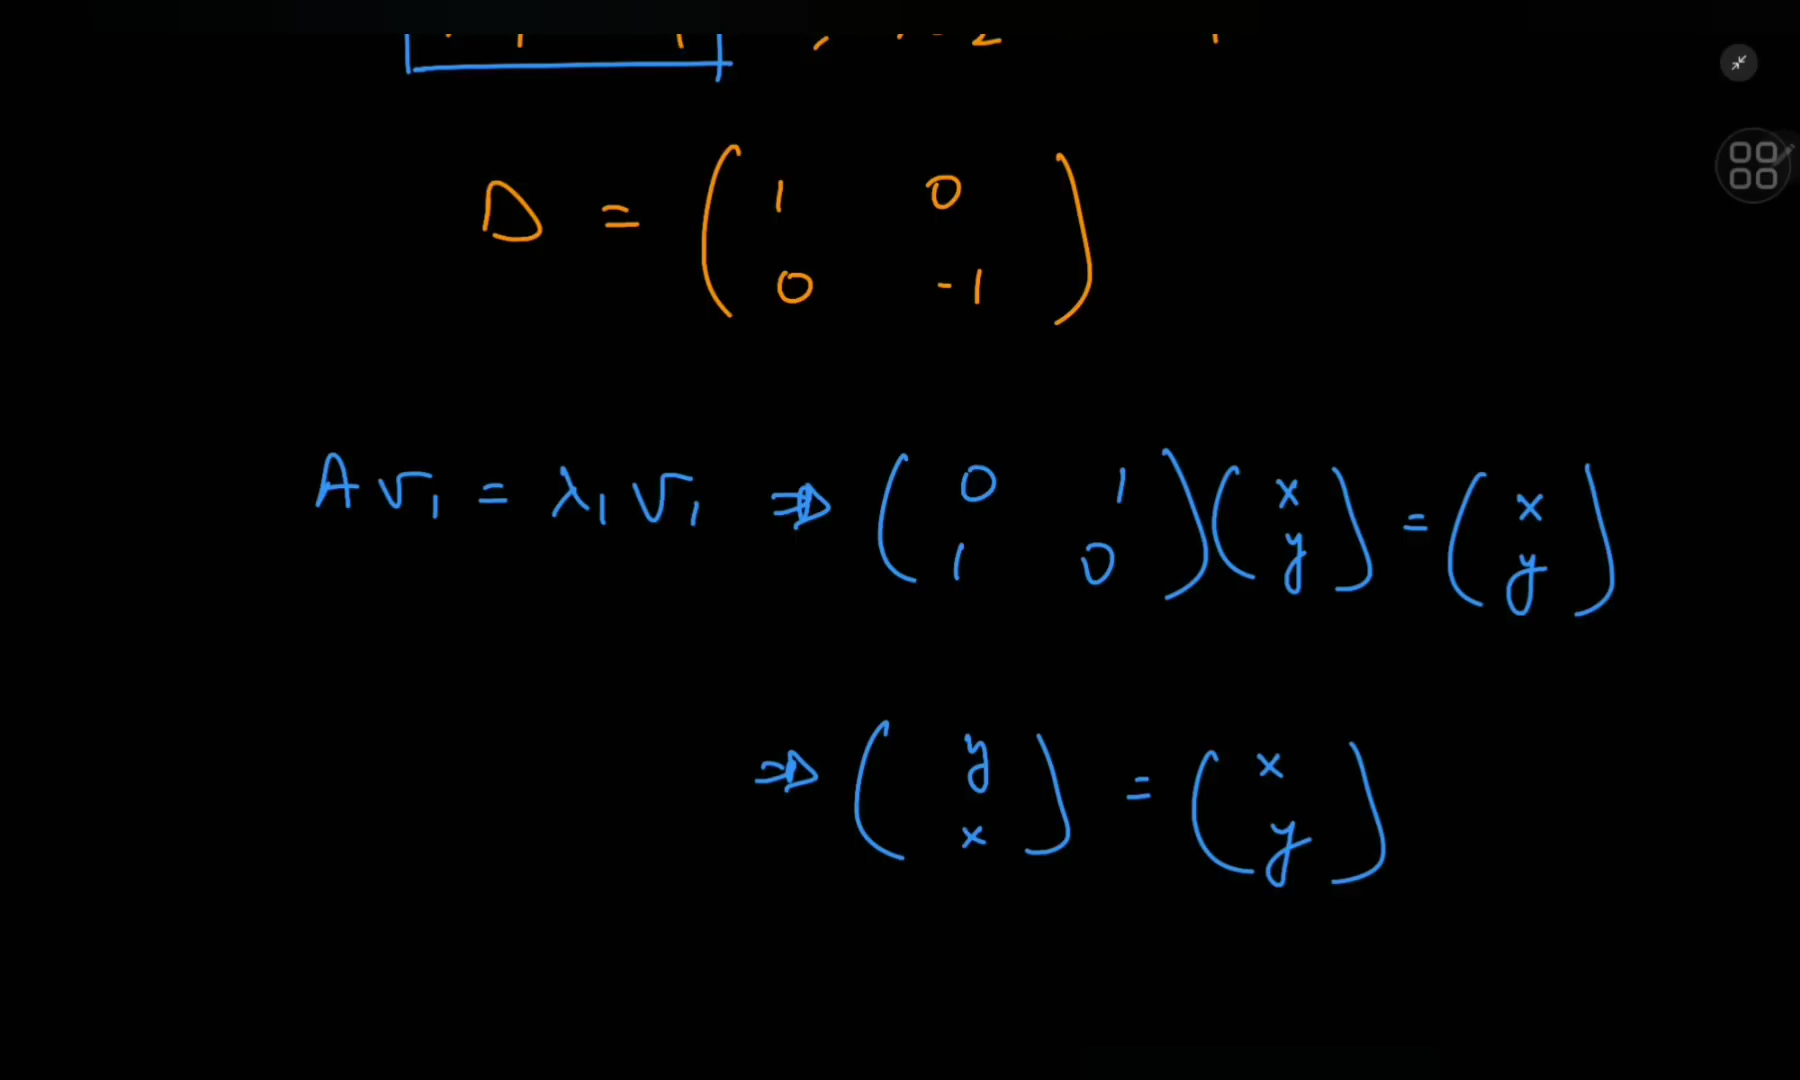 D = ( 1 0
0 -1 )
A v₁ = λ₁ v₁ ⇒ ( 0 1 ) ( x ) = ( x )
( 1 0 ) ( y ) ( y )
⇒ ( y ) = ( x )
( x ) ( y )